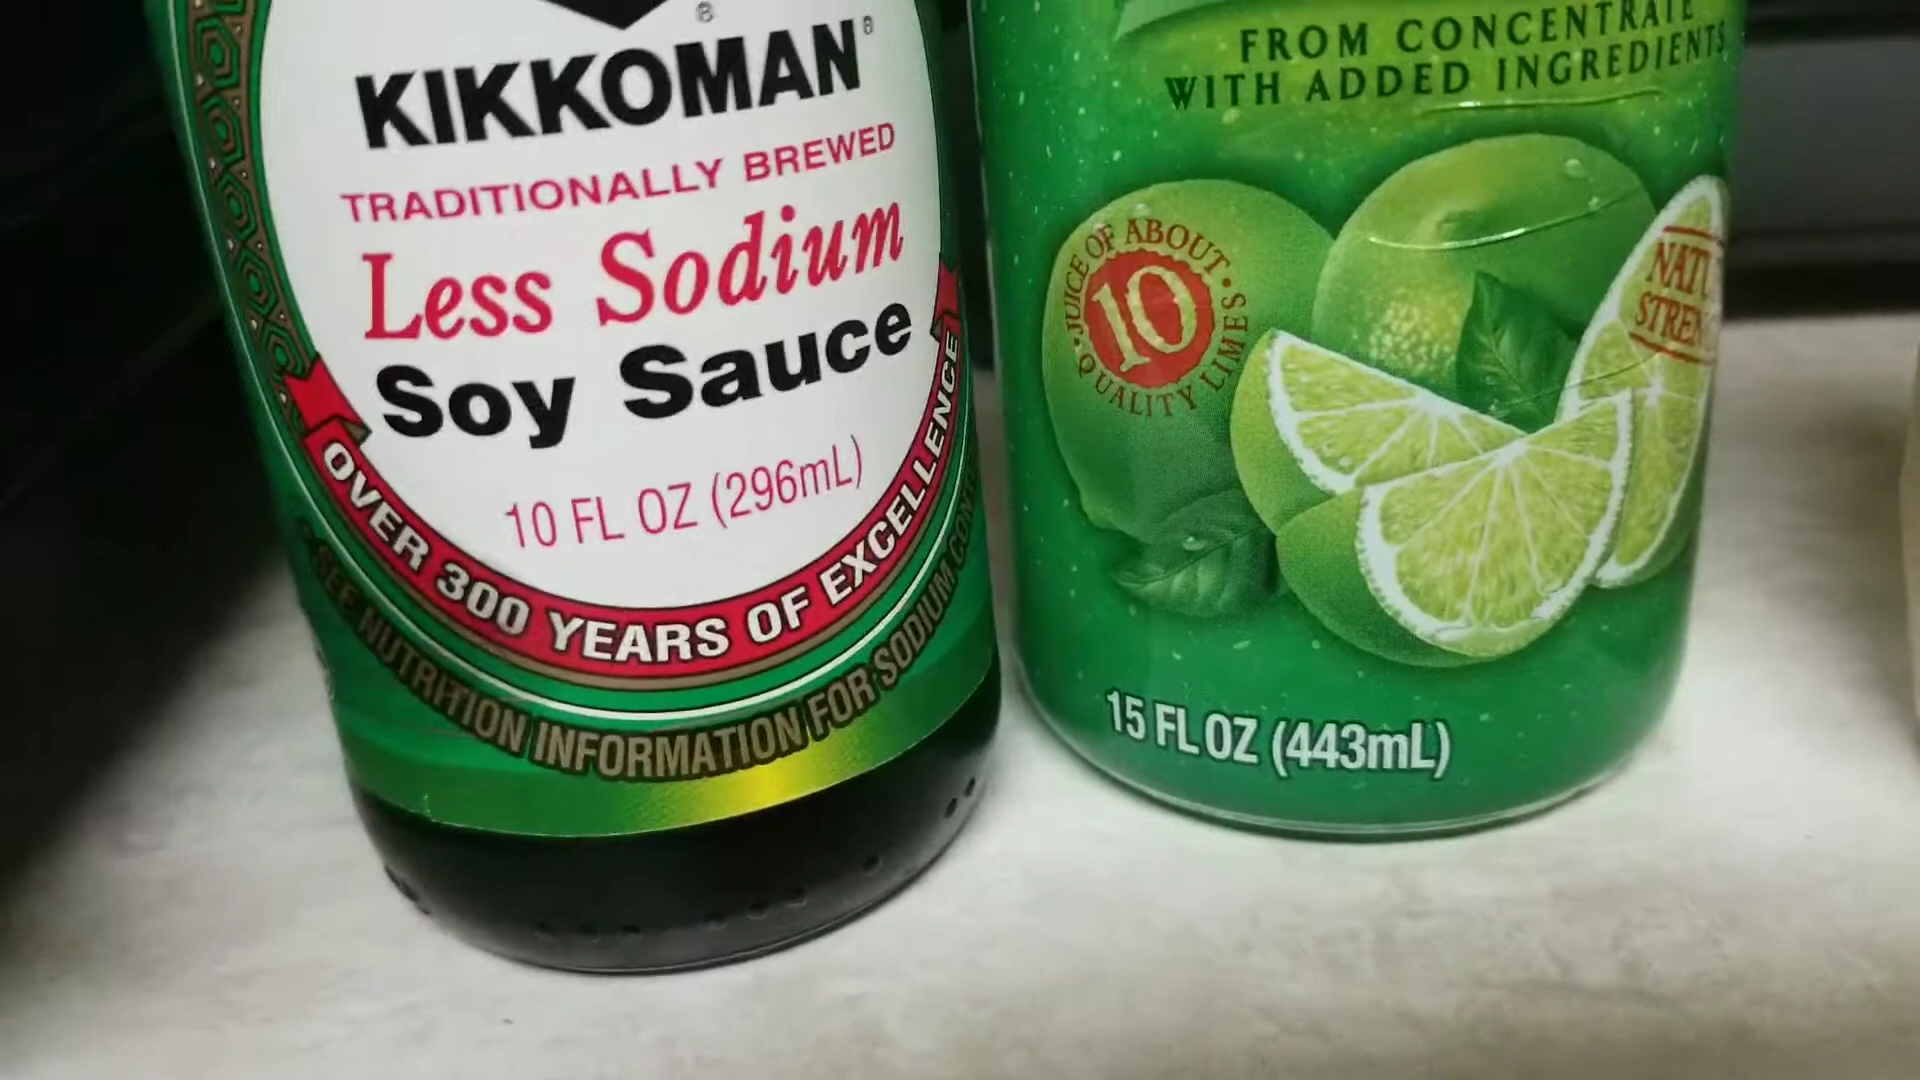 KIKKOMAN®
TRADITIONALLY BREWED
Less Sodium
Soy Sauce
10 FL OZ (296mL)
OVER 300 YEARS OF EXCELLENCE
SEE NUTRITION INFORMATION FOR SODIUM
FROM CONCENTRATE
WITH ADDED INGREDIENTS
JUICE OF ABOUT
10
QUALITY LIMES
15 FL OZ (443mL)